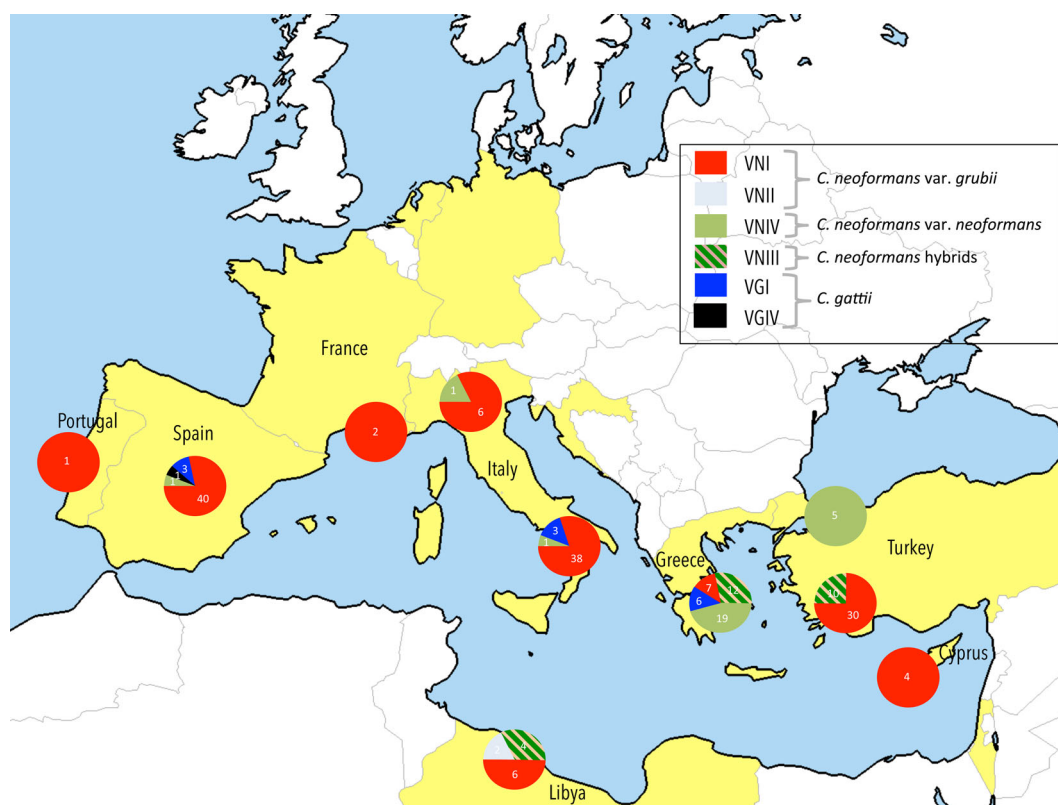 VNI
C. neoformans var. grubii
VNII
VNIV
C. neoformans var. neoformans
VNIII
C. neoformans hybrids
VGI
C. gattii
VGIV
France
1
6
2
Portugal
Spain
1
3
1
1
40
Italy
3
1
38
5
Turkey
Greece
7
12
6
19
10
30
Cyprus
4
2
4
6
Libya